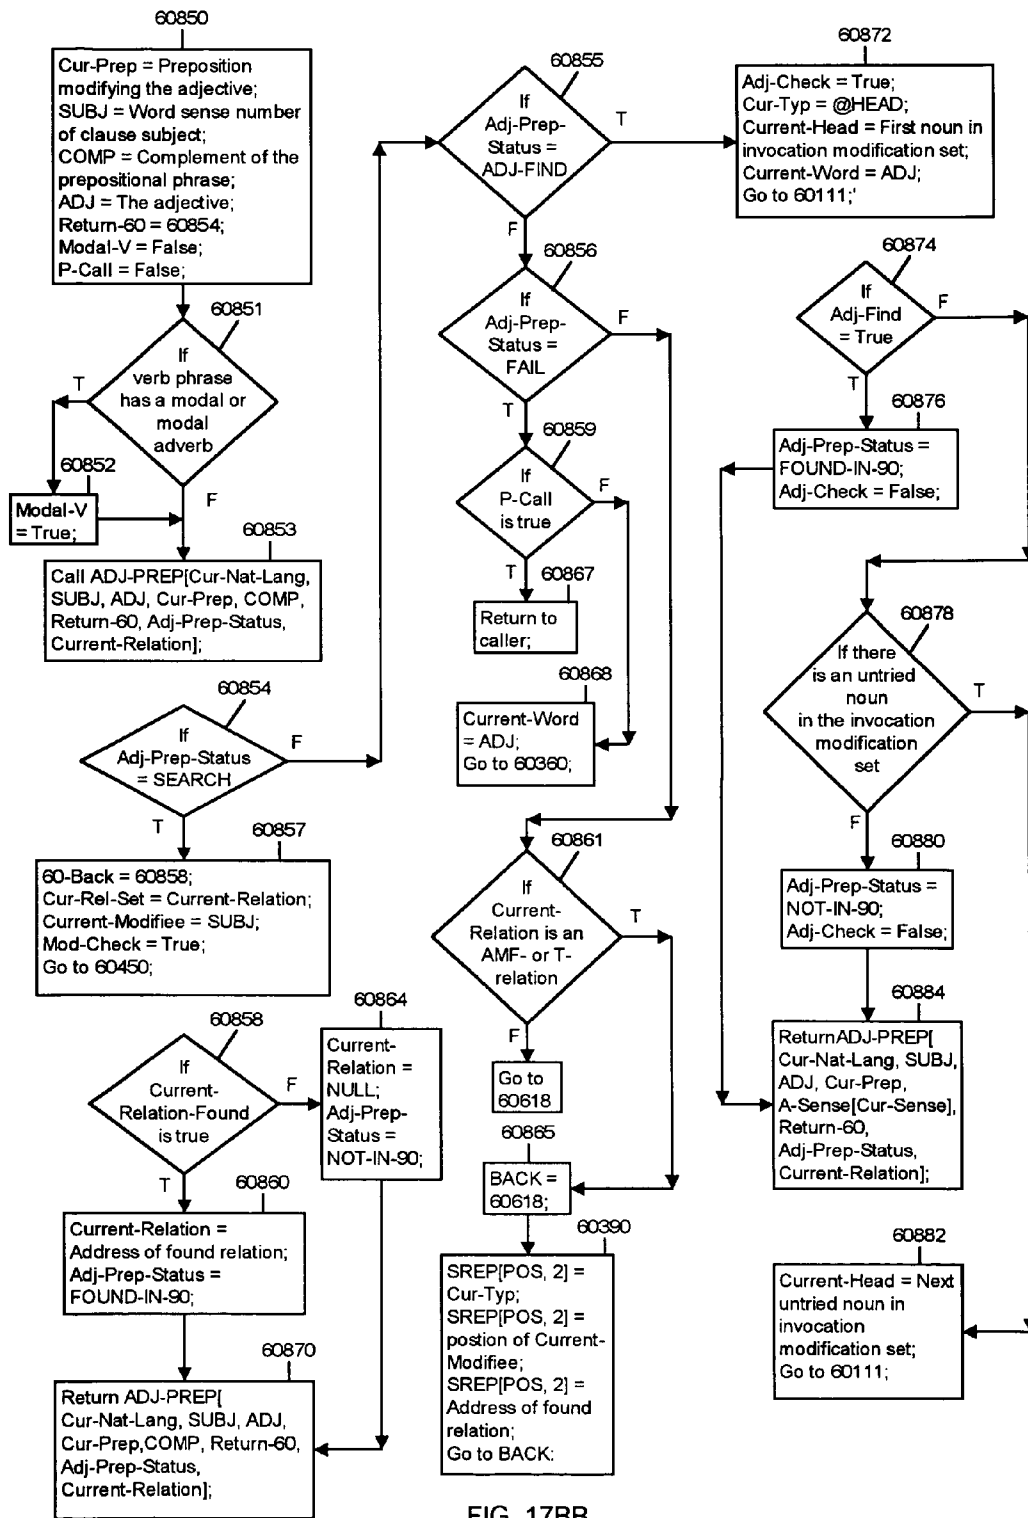 60850
Cur-Prep = Preposition
modifying the adjective;
SUBJ = Word sense number
of clause subject;
COMP = Complement of the
prepositional phrase;
ADJ = The adjective;
Return-60 = 60854;
Modal-V = False;
P-Call = False;
60851
If
verb phrase
has a modal or
modal
adverb
T
F
60852
Modal-V
= True;
60853
Call ADJ-PREP[Cur-Nat-Lang,
SUBJ, ADJ, Cur-Prep, COMP,
Return-60, Adj-Prep-Status,
Current-Relation];
60854
If
Adj-Prep-Status
= SEARCH
F
T
60857
60-Back = 60858;
Cur-Rel-Set = Current-Relation;
Current-Modifiee = SUBJ;
Mod-Check = True;
Go to 60450;
60858
If
Current-
Relation-Found
is true
F
T
60864
Current-
Relation =
NULL;
Adj-Prep-
Status =
NOT-IN-90;
60860
Current-Relation =
Address of found relation;
Adj-Prep-Status =
FOUND-IN-90;
60870
Return ADJ-PREP[
Cur-Nat-Lang, SUBJ, ADJ,
Cur-Prep,COMP, Return-60,
Adj-Prep-Status,
Current-Relation];
60855
If
Adj-Prep-
Status =
ADJ-FIND
T
F
60856
If
Adj-Prep-
Status =
FAIL
F
T
60859
If
P-Call
is true
F
T
60867
Return to
caller;
60868
Current-Word
= ADJ;
Go to 60360;
60861
If
Current-
Relation is an
AMF- or T-
relation
T
F
Go to
60618
60865
BACK =
60618;
60390
SREP[POS, 2] =
Cur-Typ;
SREP[POS, 2] =
postion of Current-
Modifiee;
SREP[POS, 2] =
Address of found
relation;
Go to BACK:
60872
Adj-Check = True;
Cur-Typ = @HEAD;
Current-Head = First noun in
invocation modification set;
Current-Word = ADJ;
Go to 60111;'
60874
If
Adj-Find
= True
F
T
60876
Adj-Prep-Status =
FOUND-IN-90;
Adj-Check = False;
60878
If there
is an untried
noun
in the invocation
modification
set
T
F
60880
Adj-Prep-Status =
NOT-IN-90;
Adj-Check = False;
60884
ReturnADJ-PREP[
Cur-Nat-Lang, SUBJ,
ADJ, Cur-Prep,
A-Sense[Cur-Sense],
Return-60,
Adj-Prep-Status,
Current-Relation];
60882
Current-Head = Next
untried noun in
invocation
modification set;
Go to 60111;
FIG. 17BB